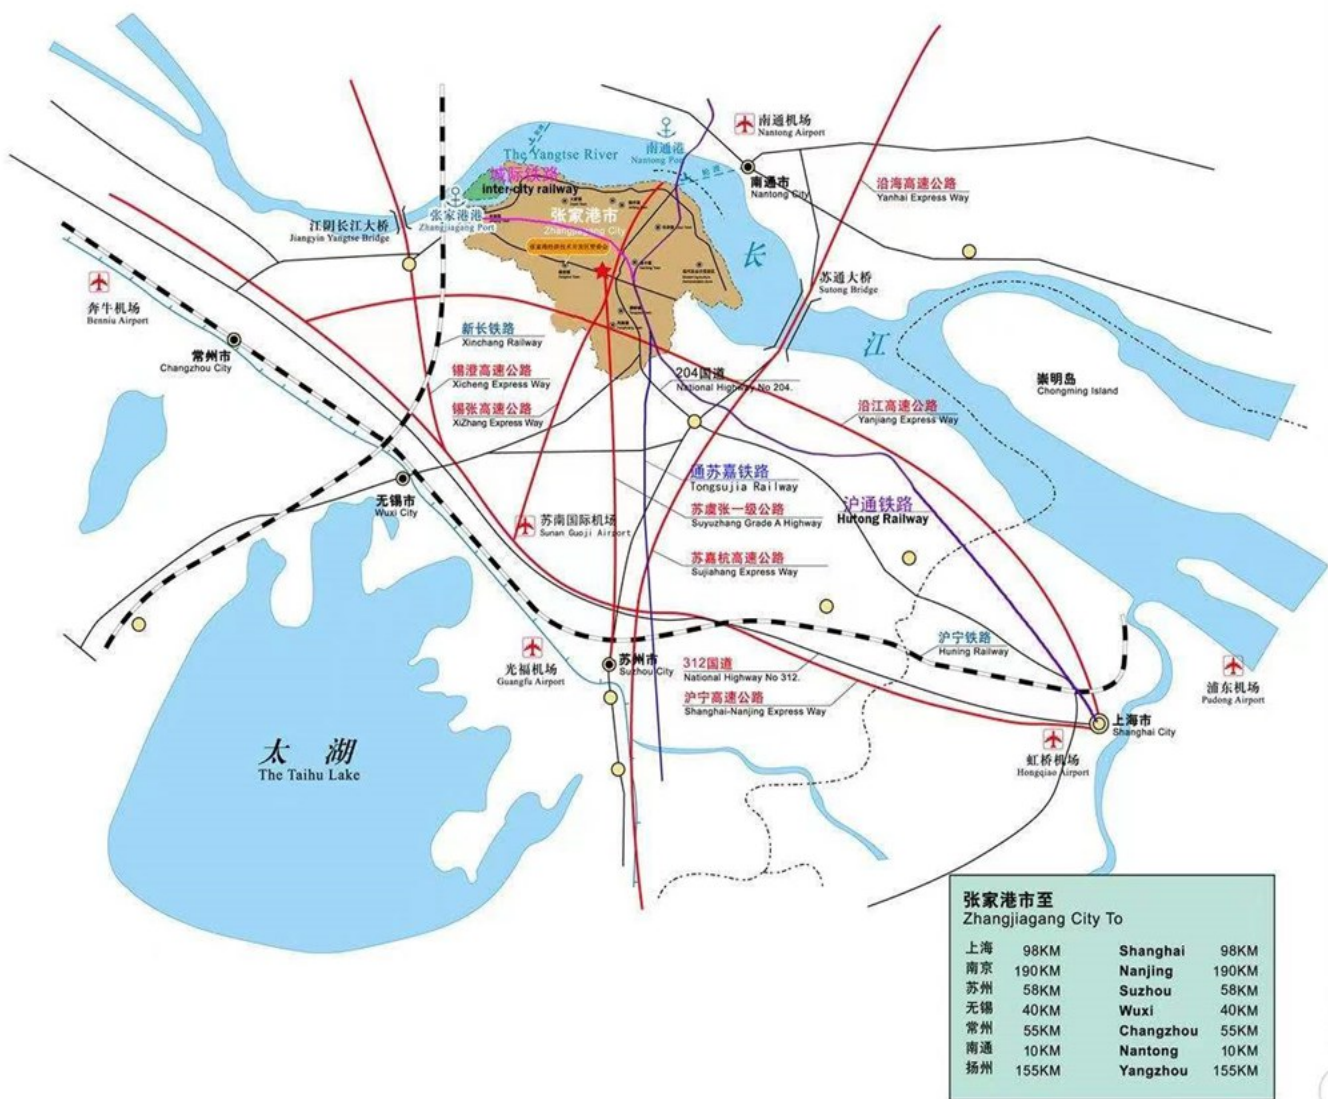 南通机场
Nantong Airport
The Yangtse River
南通港
Nantong Port
城际铁路
inter-city railway
南通市
Nantong City
沿海高速公路
Yanhai Express Way
张家港港
Zhangjiagang Port
张家港市
Zhangjiagang City
江阴长江大桥
Jiangyin Yangtse Bridge
长
江
苏通大桥
Sutong Bridge
奔牛机场
Benniu Airport
新长铁路
Xinchang Railway
常州市
Changzhou City
锡澄高速公路
Xicheng Express Way
204国道
National Highway No 204.
崇明岛
Chongming Island
锡张高速公路
XiZhang Express Way
沿江高速公路
Yanjiang Express Way
通苏嘉铁路
Tongsujia Railway
无锡市
Wuxi City
苏虞张一级公路
Suyuzhang Grade A Highway
沪通铁路
Hutong Railway
苏南国际机场
Sunan Guoji Airport
苏嘉杭高速公路
Sujiahang Express Way
沪宁铁路
Huning Railway
光福机场
Guangfu Airport
苏州市
Suzhou City
312国道
National Highway No 312.
沪宁高速公路
Shanghai-Nanjing Express Way
浦东机场
Pudong Airport
上海市
Shanghai City
太 湖
The Taihu Lake
虹桥机场
Hongqiao Airport
张家港市至
Zhangjiagang City To
上海 98KM Shanghai 98KM
南京 190KM Nanjing 190KM
苏州 58KM Suzhou 58KM
无锡 40KM Wuxi 40KM
常州 55KM Changzhou 55KM
南通 10KM Nantong 10KM
扬州 155KM Yangzhou 155KM